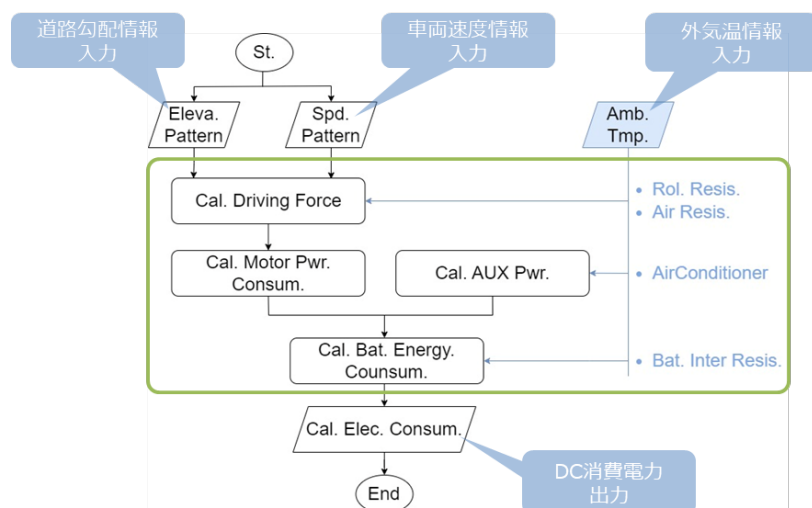 道路勾配情報
入力
車両速度情報
入力
外気温情報
入力
St.
Eleva.
Pattern
Spd.
Pattern
Amb.
Tmp.
Cal. Driving Force
• Rol. Resis.
• Air Resis.
Cal. Motor Pwr.
Consum.
Cal. AUX Pwr.
• AirConditioner
Cal. Bat. Energy.
Counsum.
• Bat. Inter Resis.
Cal. Elec. Consum.
DC消費電力
出力
End